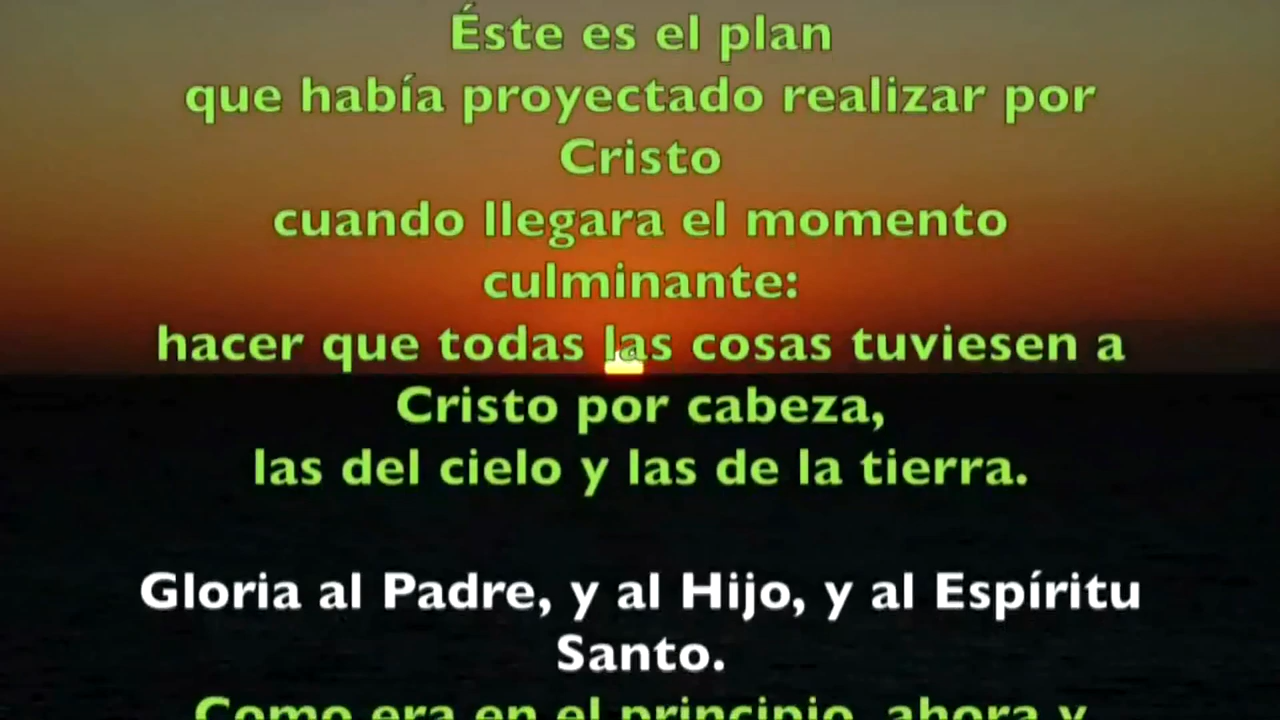 Éste es el plan
que había proyectado realizar por
Cristo
cuando llegara el momento
culminante:
hacer que todas las cosas tuviesen a
Cristo por cabeza,
las del cielo y las de la tierra.
Gloria al Padre, y al Hijo, y al Espíritu
Santo.
Como era en el principio, ahora y